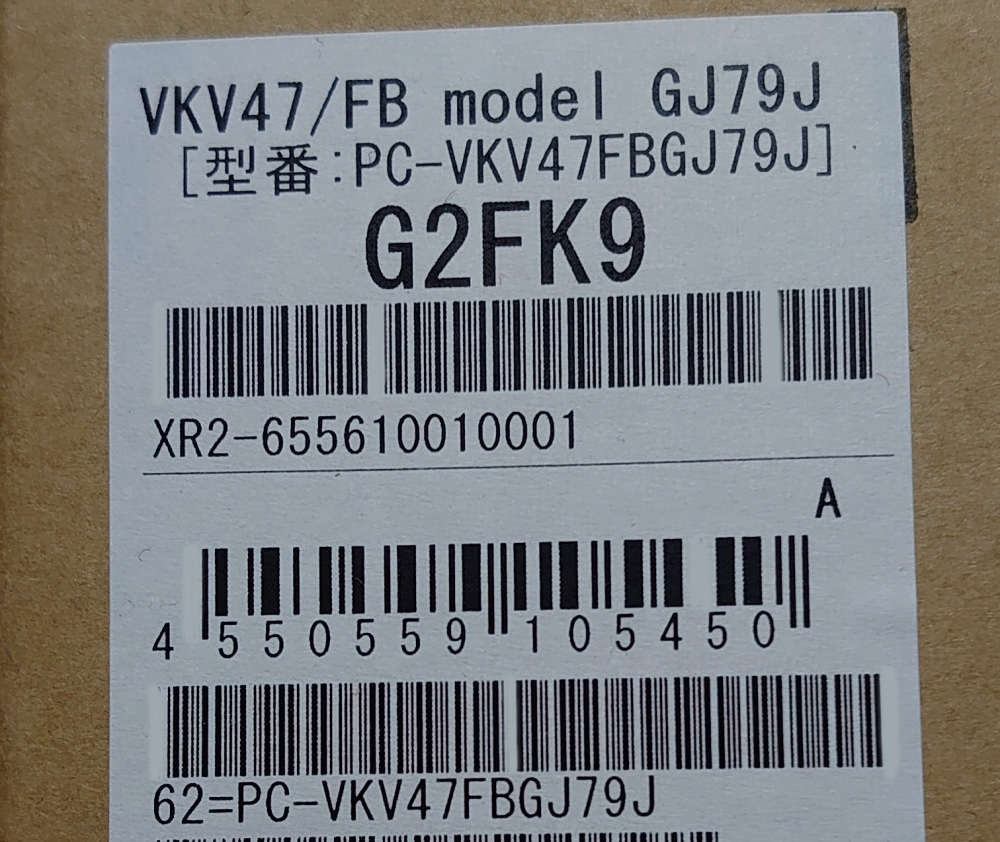 VKV47/FB model GJ79J
[型番:PC-VKV47FBGJ79J]
G2FK9
XR2-655610010001
A
4 550559 105450
62=PC-VKV47FBGJ79J